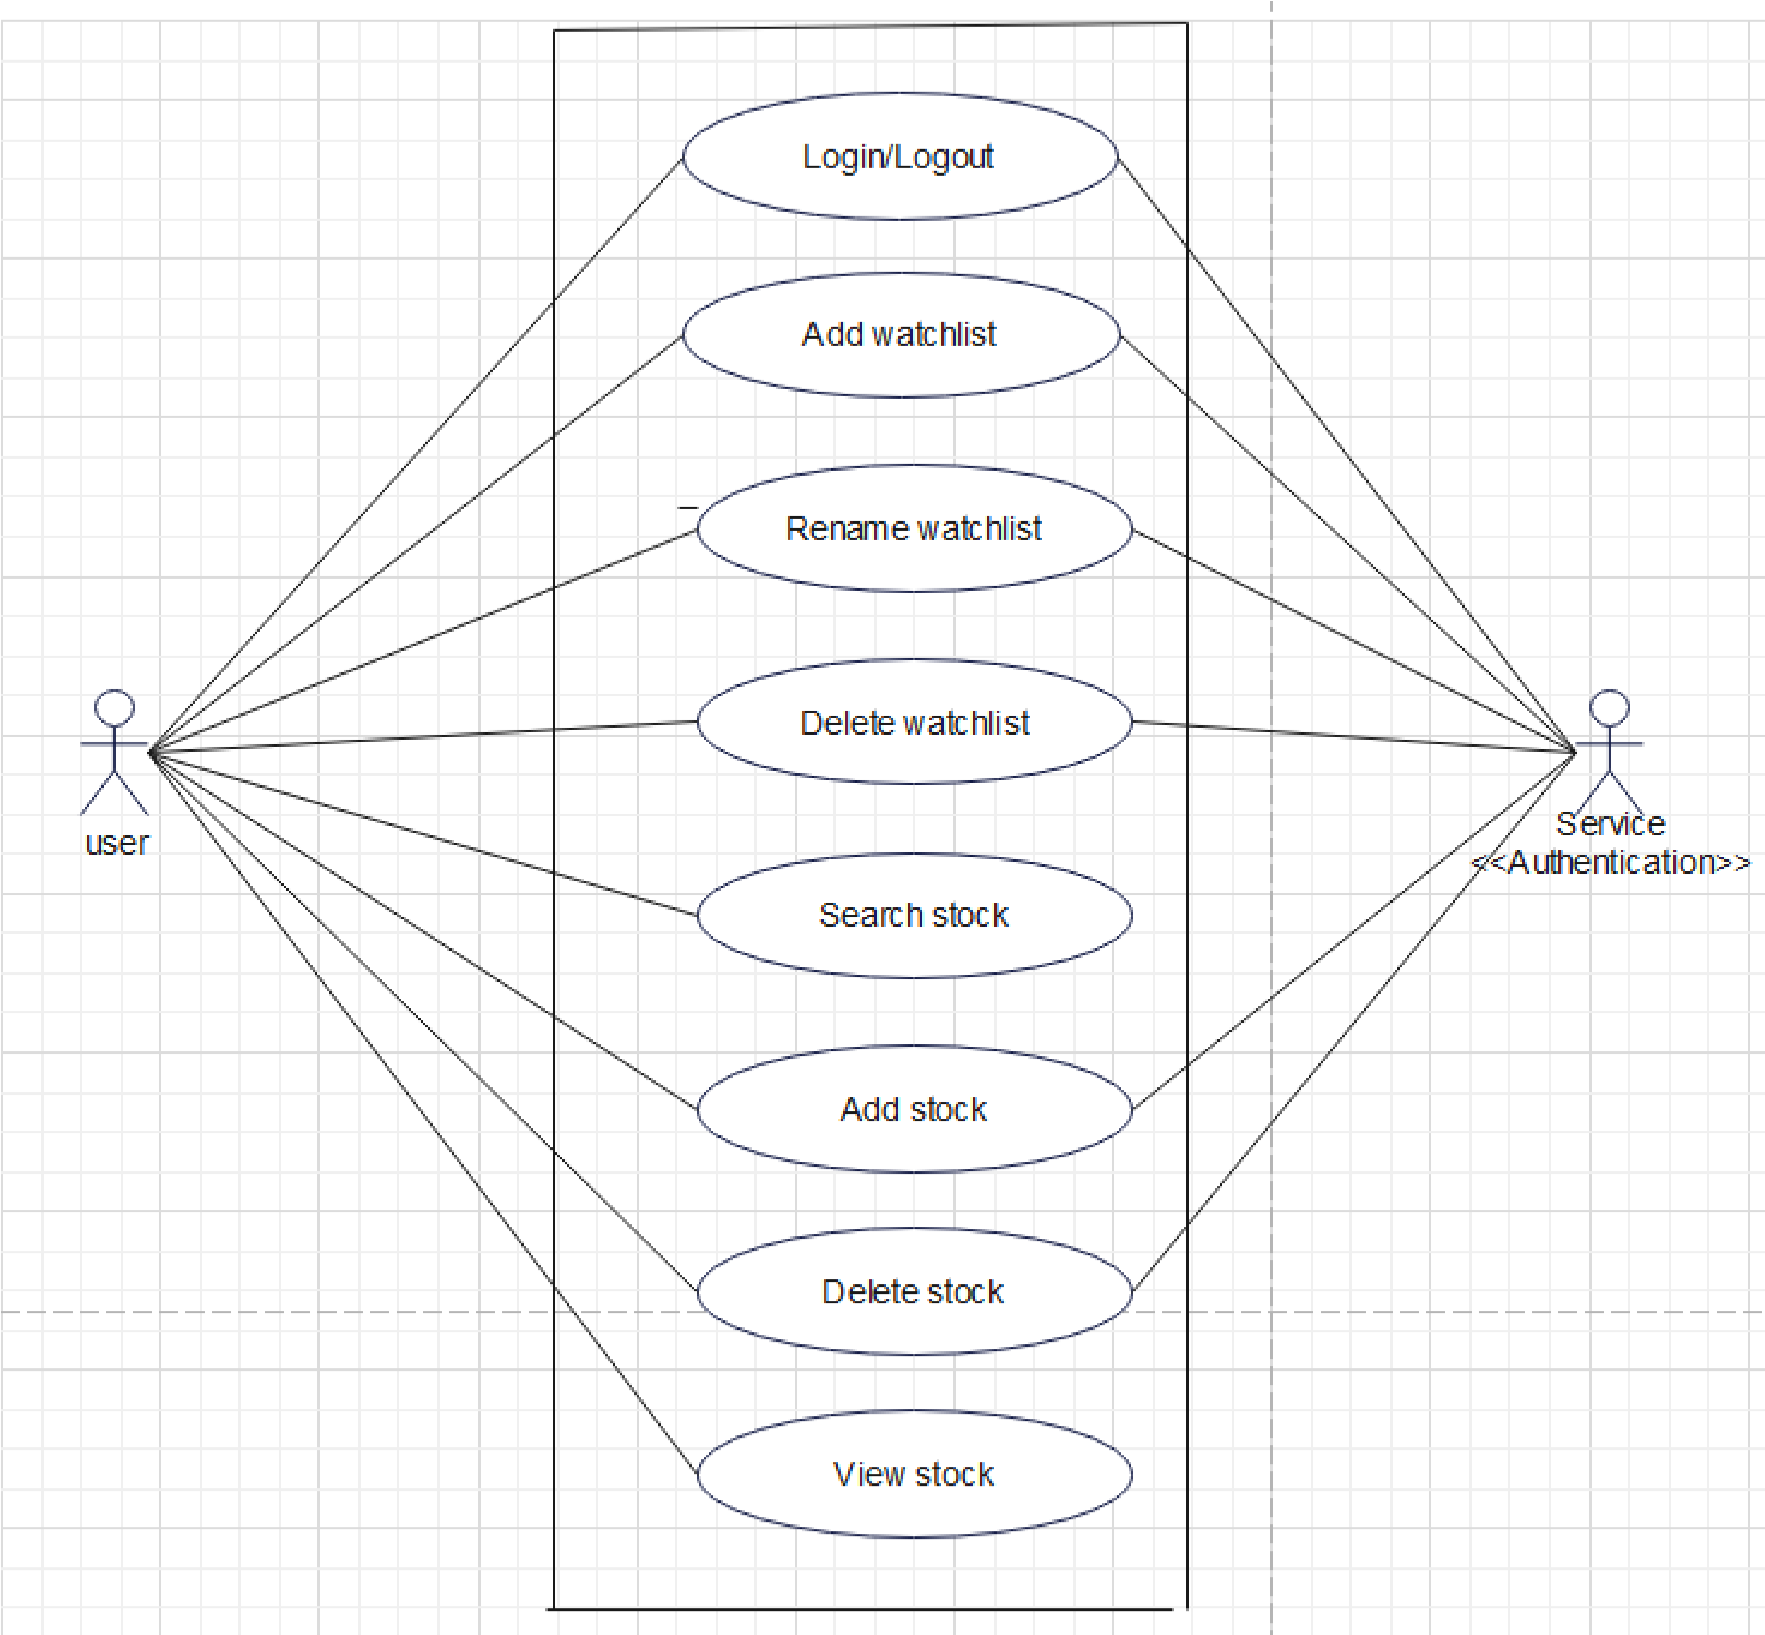 Login/Logout
Add watchlist
Rename watchlist
Delete watchlist
user
Service
<<Authentication>>
Search stock
Add stock
Delete stock
View stock